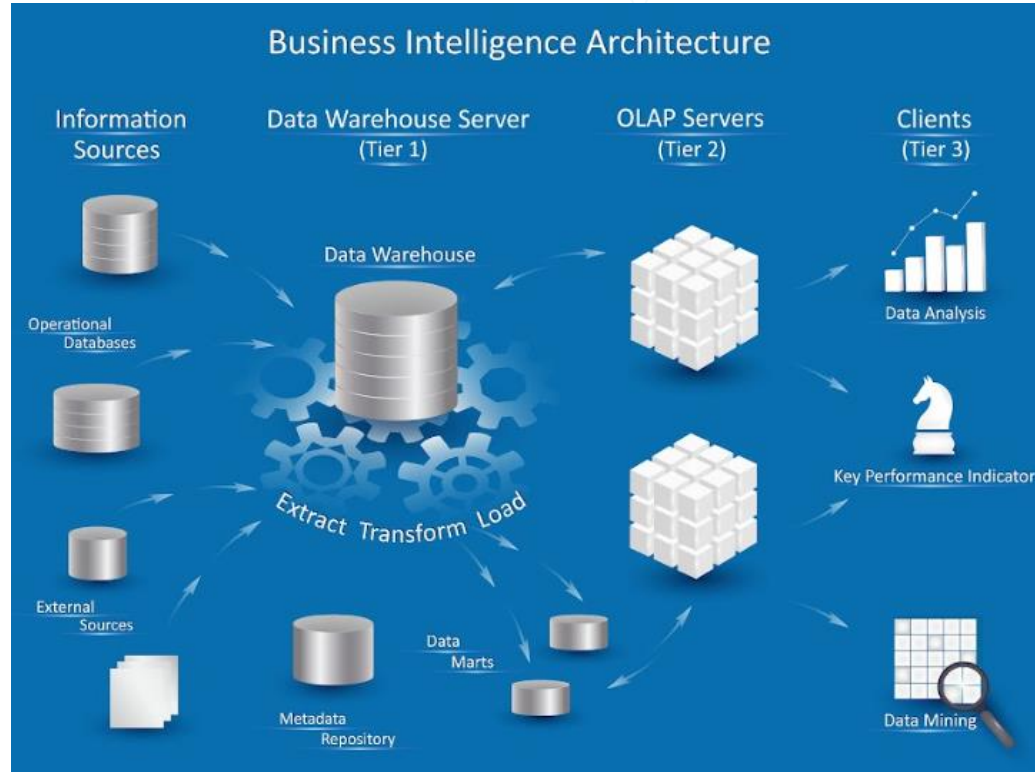 Business Intelligence Architecture
Information
Sources
Data Warehouse Server
(Tier 1)
OLAP Servers
(Tier 2)
Clients
(Tier 3)
Data Warehouse
Operational
Databases
Extract Transform Load
External
Sources
Metadata
Repository
Data
Marts
Data Analysis
Key Performance Indicator
Data Mining